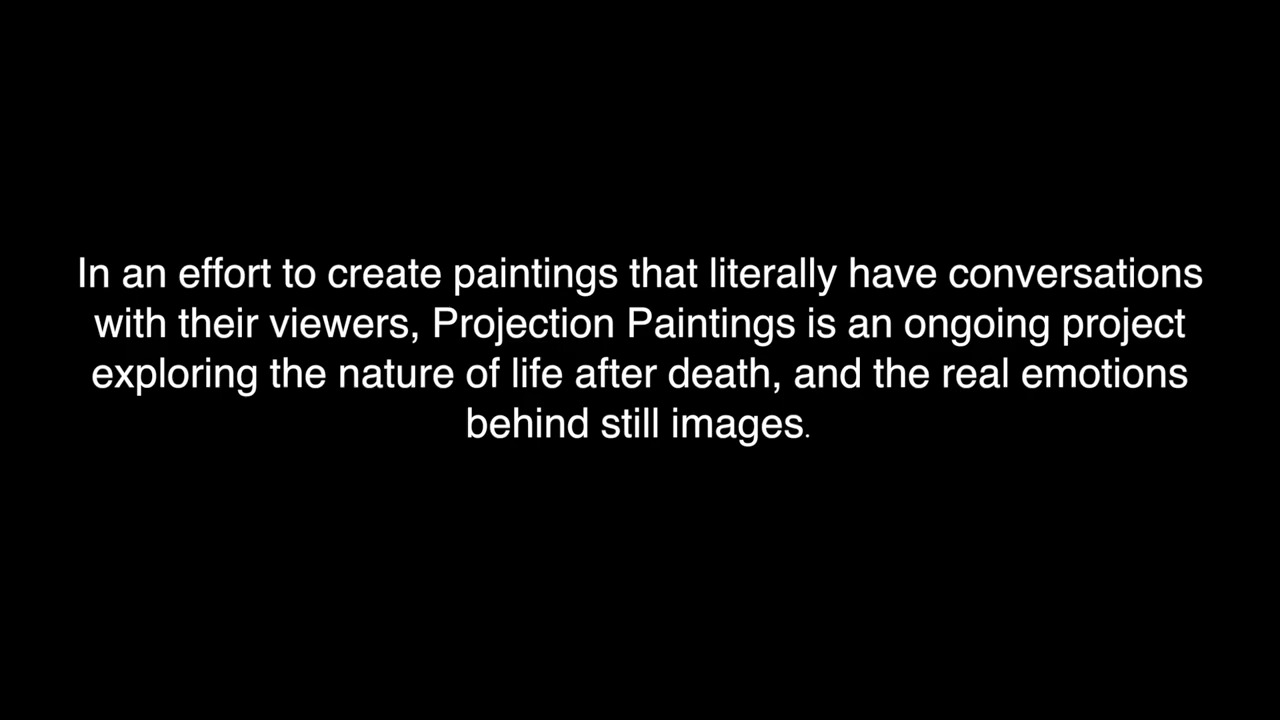 In an effort to create paintings that literally have conversations
with their viewers, Projection Paintings is an ongoing project
exploring the nature of life after death, and the real emotions
behind still images.